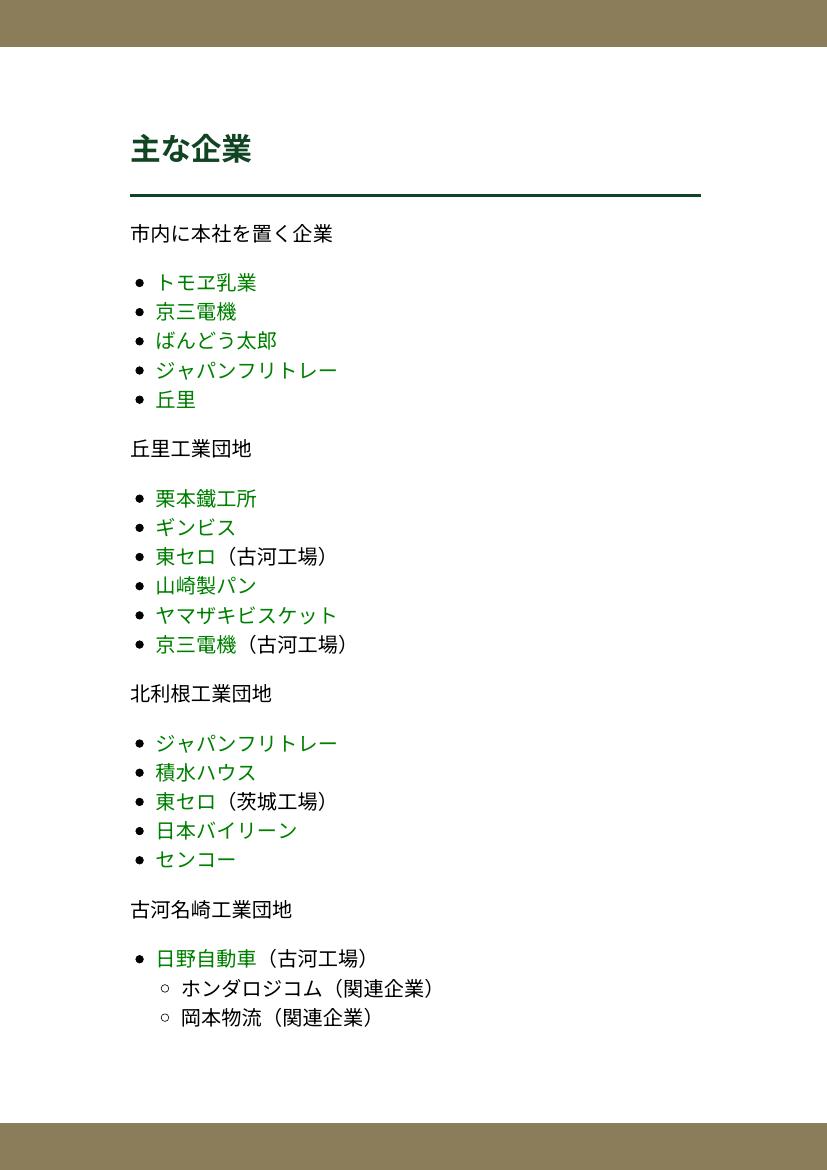 主な企業
市内に本社を置く企業
トモヱ乳業
京三電機
ばんどう太郎
ジャパンフリトレー
丘里
丘里工業団地
栗本鐵工所
ギンビス
東セロ（古河工場）
山崎製パン
ヤマザキビスケット
京三電機（古河工場）
北利根工業団地
ジャパンフリトレー
積水ハウス
東セロ（茨城工場）
日本バイリーン
センコー
古河名崎工業団地
日野自動車（古河工場）
ホンダロジコム（関連企業）
岡本物流（関連企業）